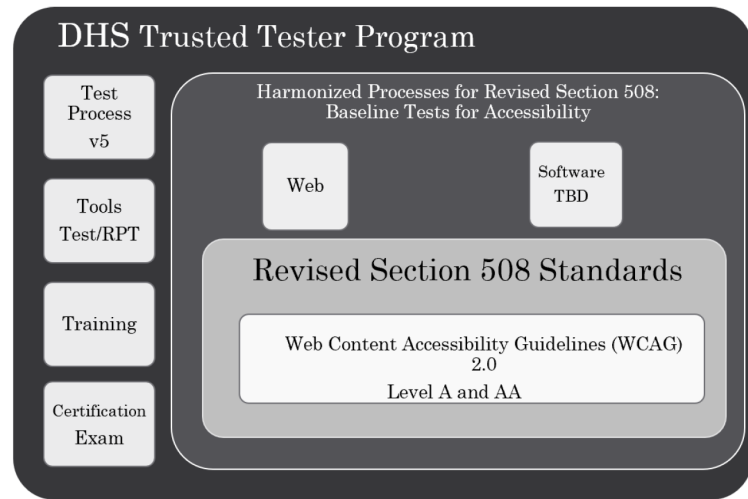 DHS Trusted Tester Program
Test
Process
v5
Tools
Test/RPT
Training
Certification
Exam
Harmonized Processes for Revised Section 508:
Baseline Tests for Accessibility
Web
Software
TBD
Revised Section 508 Standards
Web Content Accessibility Guidelines (WCAG)
2.0
Level A and AA